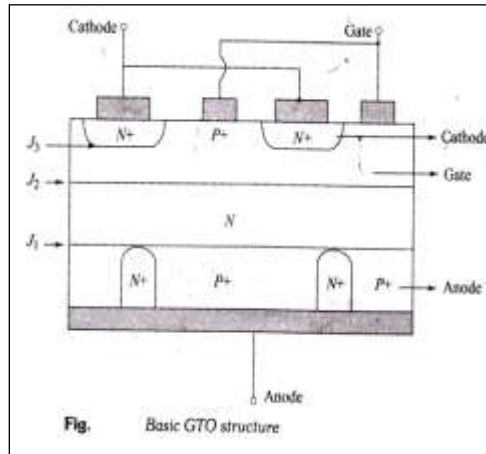 Cathode
Gate
N+ P+ N+
Cathode
J3
Gate
J2
N
J1
N+ P+ N+ P+
Anode
Anode
Fig. Basic GTO structure